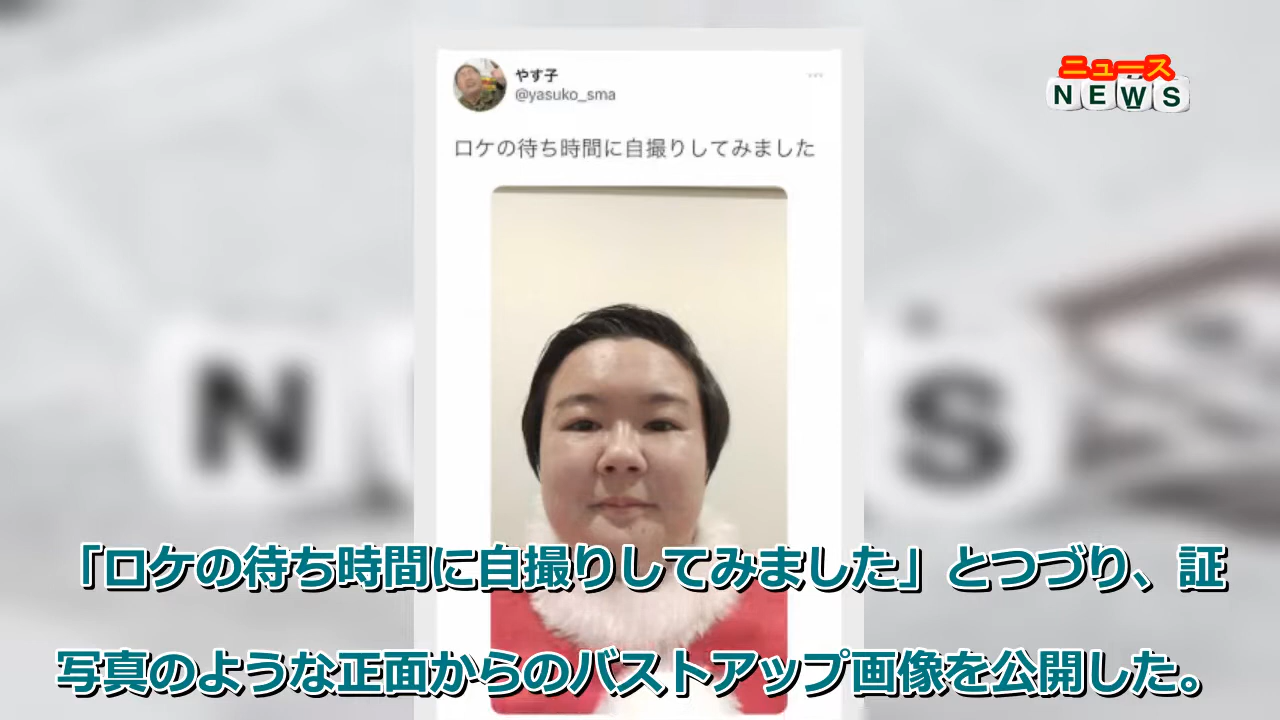 やす子
@yasuko_sma
ロケの待ち時間に自撮りしてみました
ニュース
NEWS
N
S
「ロケの待ち時間に自撮りしてみました」とつづり、証
写真のような正面からのバストアップ画像を公開した。